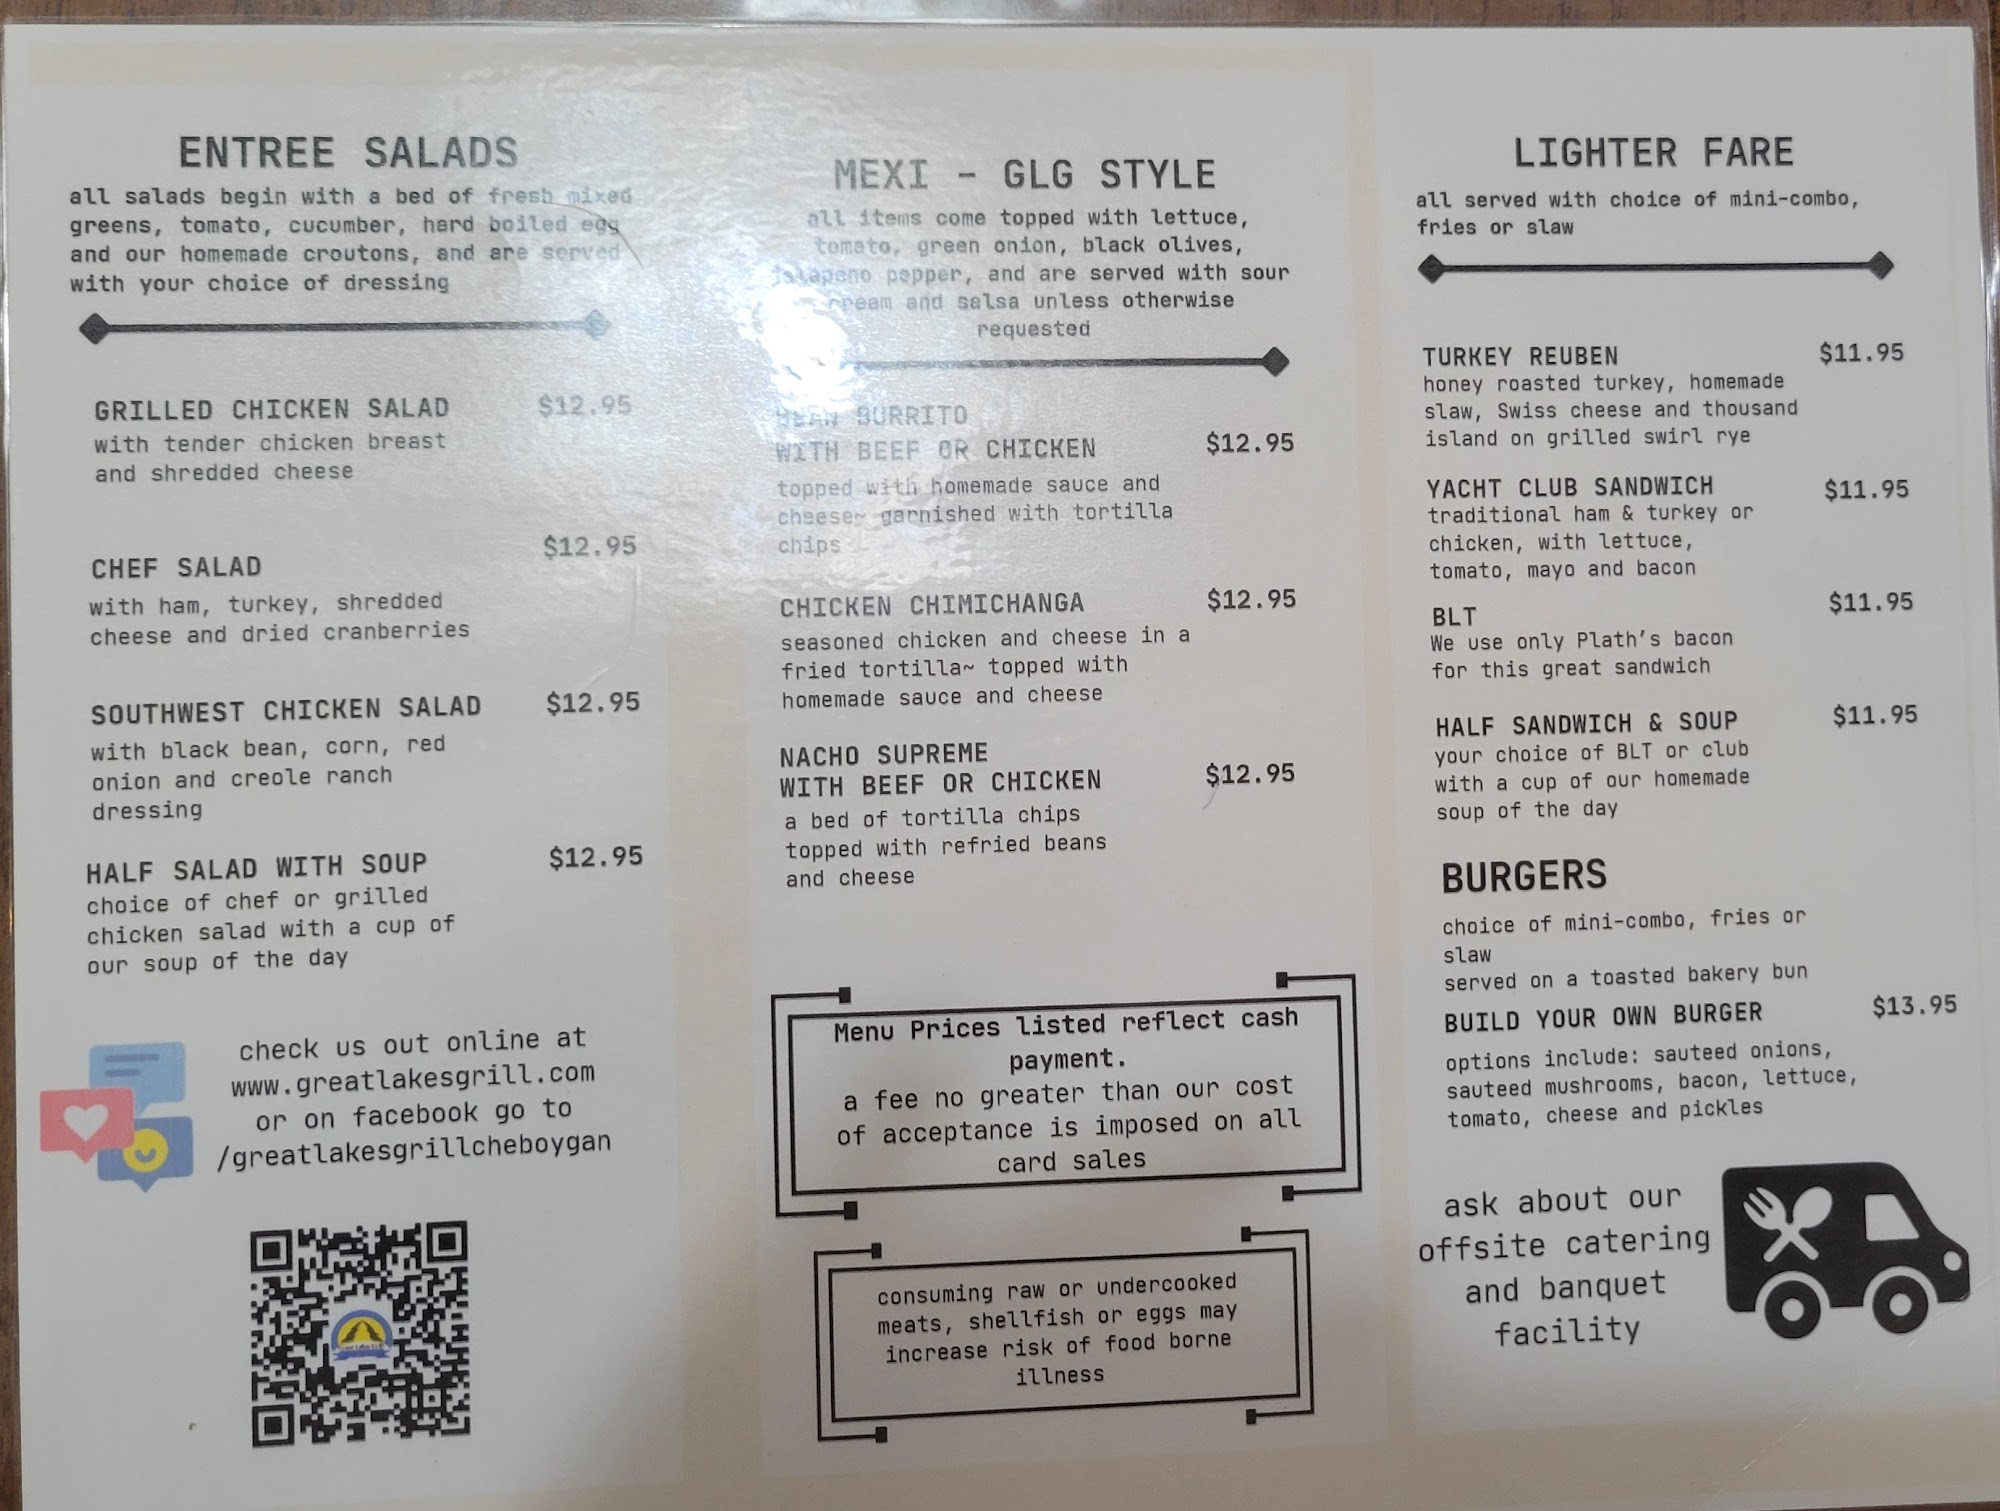 ENTREE SALADS
all salads begin with a bed of fresh mixed
greens, tomato, cucumber, herd boiled egg
and our homemade croutons, and are served
with your choice of dressing
GRILLED CHICKEN SALAD $12.95
with tender chicken breast
and shredded cheese
CHEF SALAD $12.95
with ham, turkey, shredded
cheese and dried cranberries
SOUTHWEST CHICKEN SALAD $12.95
with black bean, corn, red
onion and creole ranch
dressing
HALF SALAD WITH SOUP $12.95
choice of chef or grilled
chicken salad with a cup of
our soup of the day
check us out online at
www.greatlakesgrill.com
or on facebook go to
/greatlakesgrillcheboygan
MEXI - GLG STYLE
all items come topped with lettuce,
tomato, green onion, black olives,
jalapeno pepper, and are served with sour
cream and salsa unless otherwise
requested
BEAN BURRITO
WITH BEEF OR CHICKEN $12.95
topped with homemade sauce and
cheese~ garnished with tortilla
chips
CHICKEN CHIMICHANGA $12.95
seasoned chicken and cheese in a
fried tortilla~ topped with
homemade sauce and cheese
NACHO SUPREME
WITH BEEF OR CHICKEN $12.95
a bed of tortilla chips
topped with refried beans
and cheese
Menu Prices listed reflect cash
payment.
a fee no greater than our cost
of acceptance is imposed on all
card sales
consuming raw or undercooked
meats, shellfish or eggs may
increase risk of food borne
illness
LIGHTER FARE
all served with choice of mini-combo,
fries or slaw
TURKEY REUBEN $11.95
honey roasted turkey, homemade
slaw, Swiss cheese and thousand
island on grilled swirl rye
YACHT CLUB SANDWICH $11.95
traditional ham & turkey or
chicken, with lettuce,
tomato, mayo and bacon
BLT $11.95
We use only Plath's bacon
for this great sandwich
HALF SANDWICH & SOUP $11.95
your choice of BLT or club
with a cup of our homemade
soup of the day
BURGERS
choice of mini-combo, fries or
slaw
served on a toasted bakery bun
BUILD YOUR OWN BURGER $13.95
options include: sauteed onions,
sauteed mushrooms, bacon, lettuce,
tomato, cheese and pickles
ask about our
offsite catering
and banquet
facility